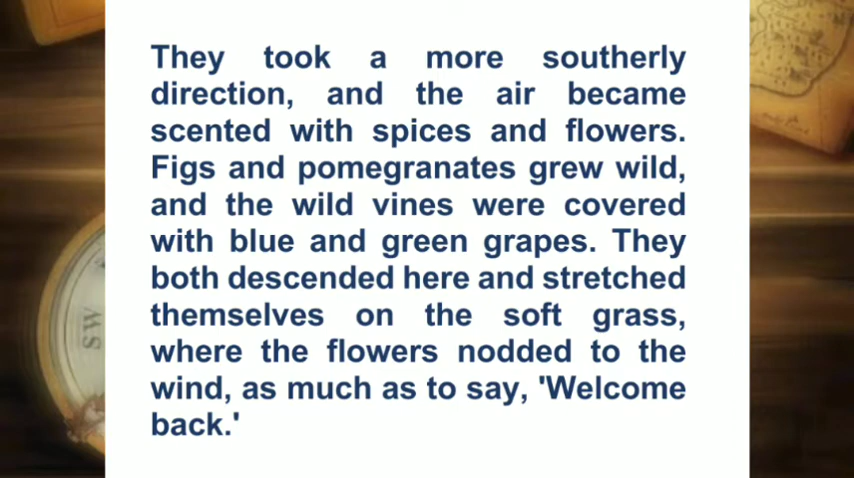 They took a more southerly
direction, and the air became
scented with spices and flowers.
Figs and pomegranates grew wild,
and the wild vines were covered
with blue and green grapes. They
both descended here and stretched
themselves on the soft grass,
where the flowers nodded to the
wind, as much as to say, 'Welcome
back.'
SW